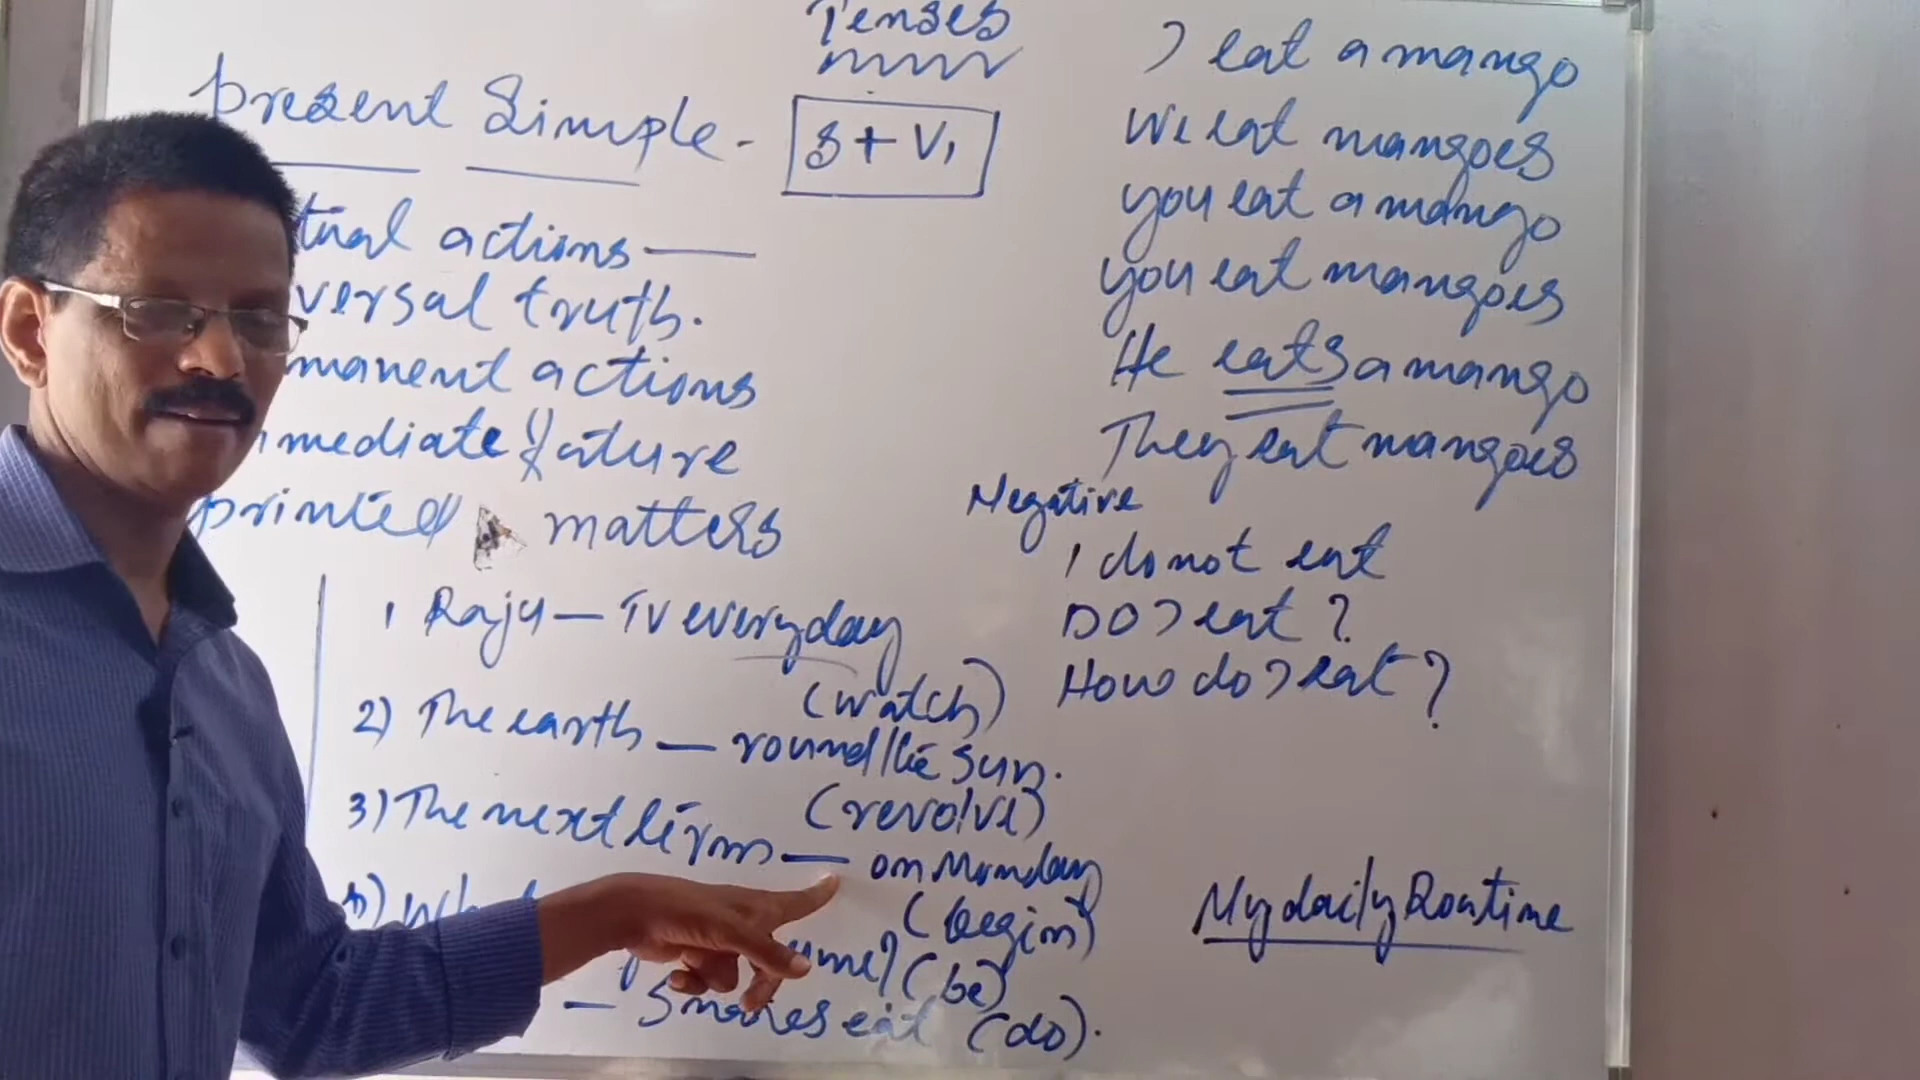 Tenses
Present Simple - S + V1
tual actions —
versal truth.
manent actions
mmediate future
printed matters
1 Raju — TV everyday
(watch)
2) The earth — round the sun.
(revolve)
3) The next term — on Monday
(begin)
ume? (be)
— Snakes eat (do).
I eat a mango
We eat mangoes
you eat a mango
you eat mangoes
He eats a mango
They eat mangoes
Negative
I do not eat
DO I eat ?
How do I eat ?
My daily Routine